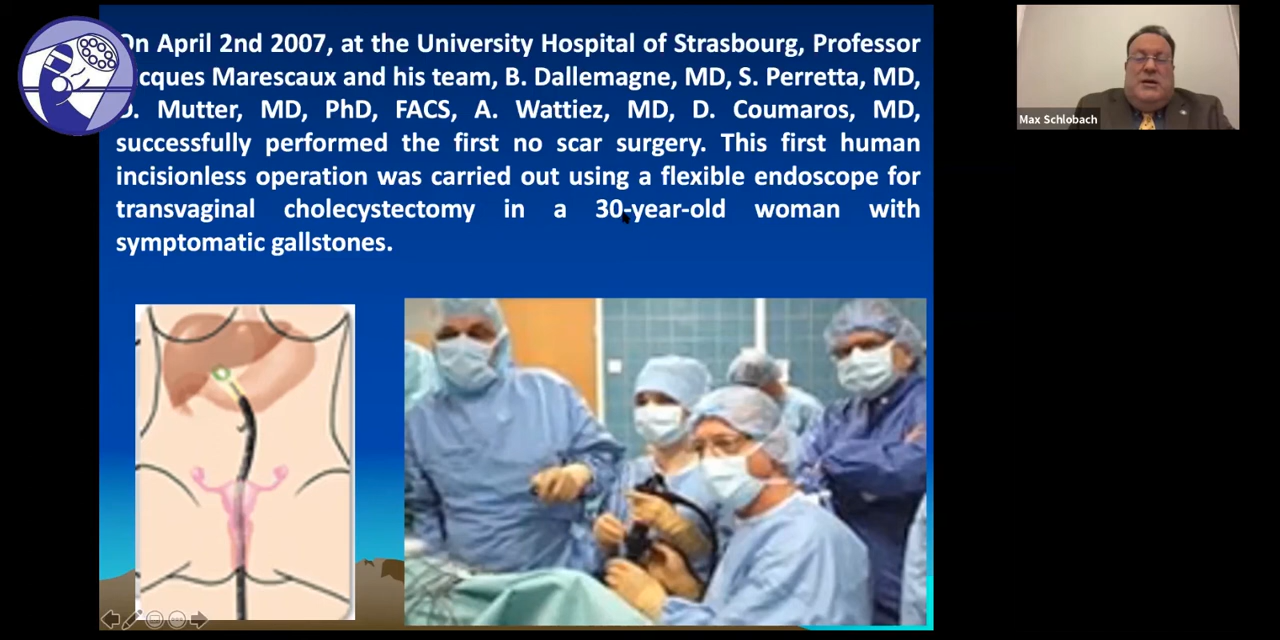 On April 2nd 2007, at the University Hospital of Strasbourg, Professor
cques Marescaux and his team, B. Dallemagne, MD, S. Perretta, MD,
. Mutter, MD, PhD, FACS, A. Wattiez, MD, D. Coumaros, MD,
successfully performed the first no scar surgery. This first human
incisionless operation was carried out using a flexible endoscope for
transvaginal cholecystectomy in a 30-year-old woman with
symptomatic gallstones.
Max Schlobach